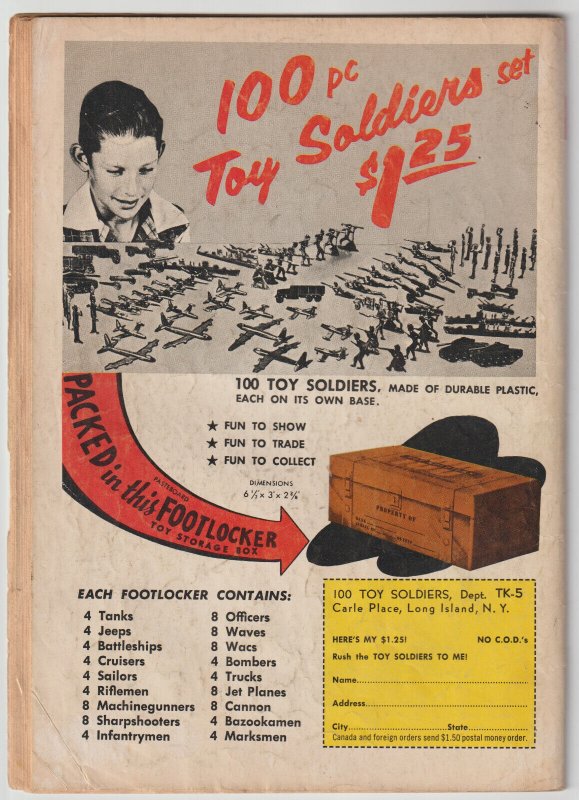 100 pc
Toy Soldiers set
$1.25
100 TOY SOLDIERS, MADE OF DURABLE PLASTIC,
EACH ON ITS OWN BASE.
★ FUN TO SHOW
★ FUN TO TRADE
★ FUN TO COLLECT
DIMENSIONS
PACKED in this
PASTEBOARD
FOOTLOCKER
TOY STORAGE BOX
PROPERTY OF
EACH FOOTLOCKER CONTAINS:
4 Tanks
4 Jeeps
4 Battleships
4 Cruisers
4 Sailors
4 Riflemen
8 Machinegunners
8 Sharpshooters
4 Infantrymen
8 Officers
8 Waves
8 Wacs
4 Bombers
4 Trucks
8 Jet Planes
8 Cannon
4 Bazookamen
4 Marksmen
100 TOY SOLDIERS, Dept. TK-5
Carle Place, Long Island, N. Y.
HERE'S MY $1.25! NO C.O.D.'s
Rush the TOY SOLDIERS TO ME!
Name
Address
City State
Canada and foreign orders send $1.50 postal money order.